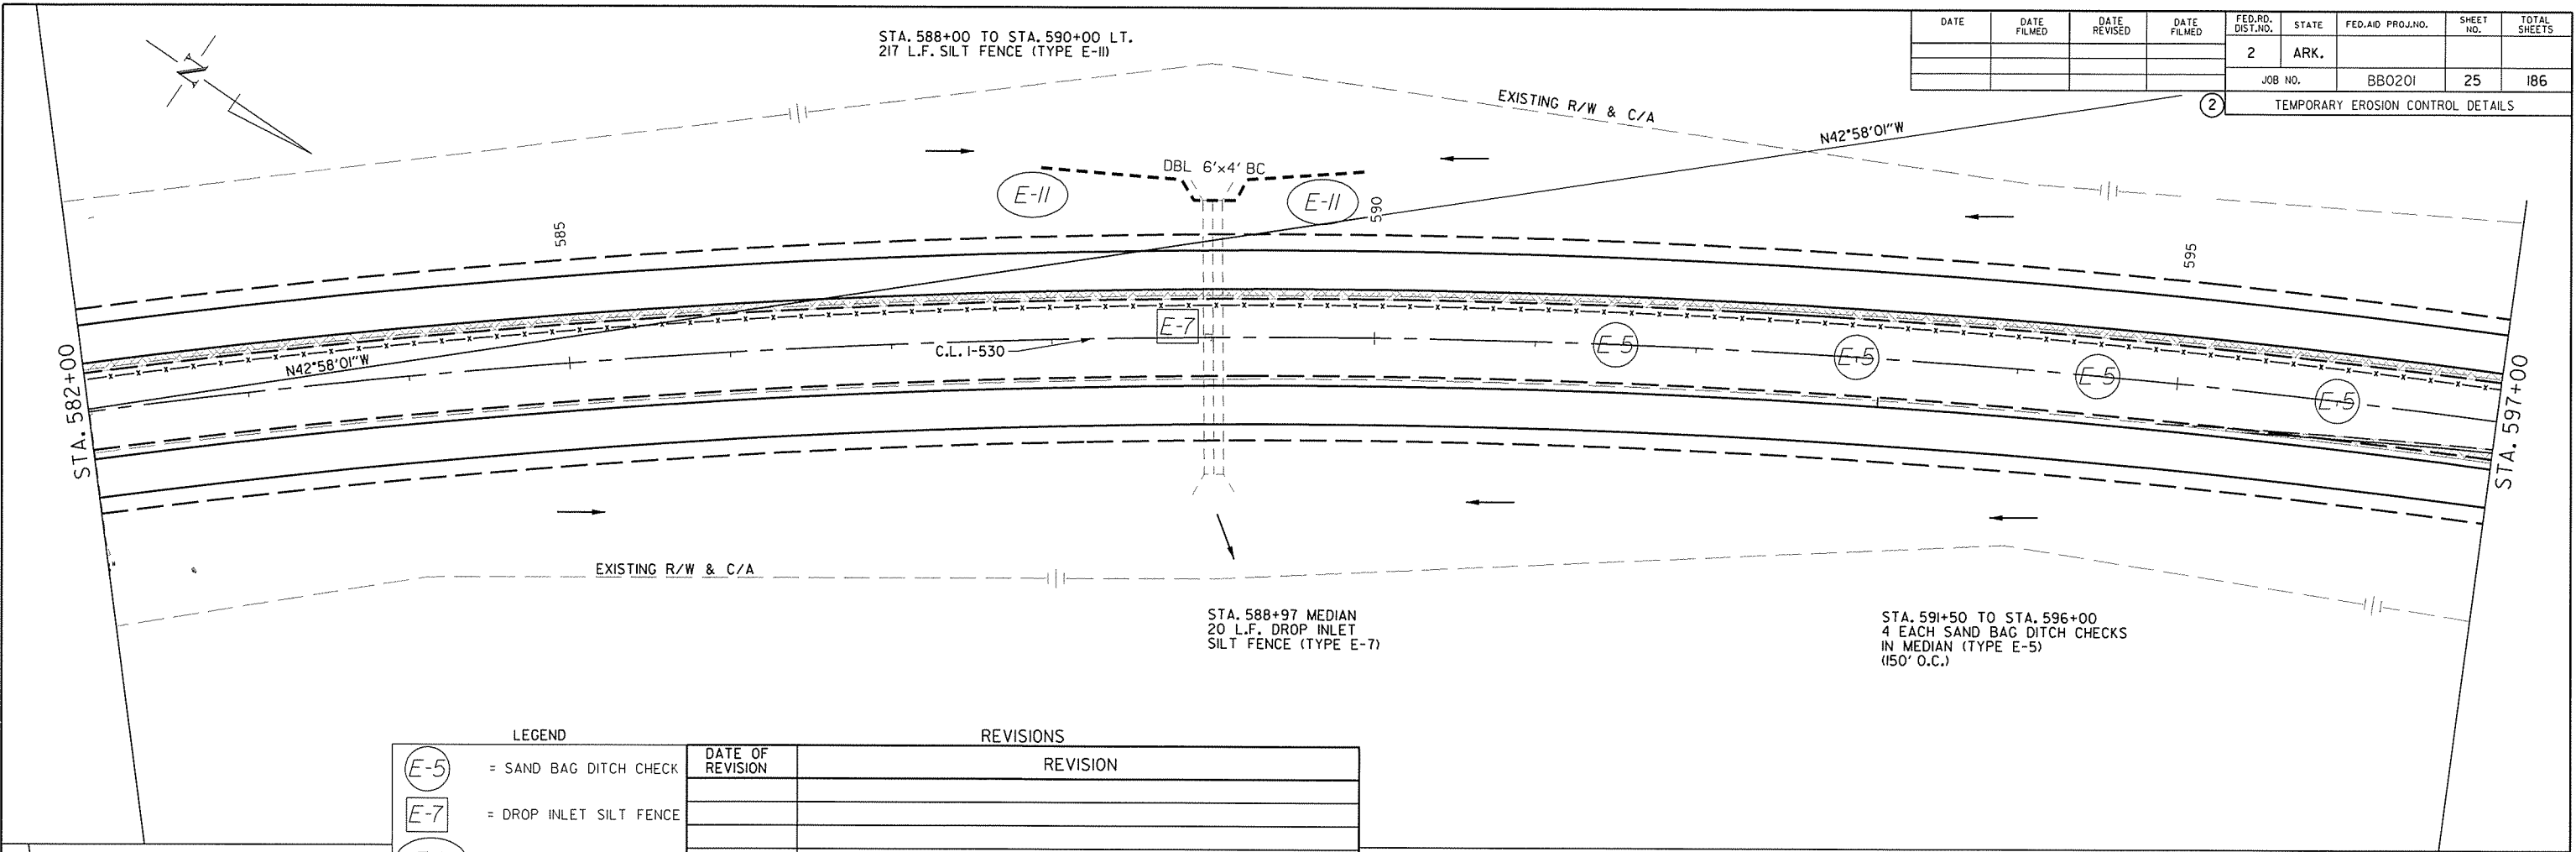 STA. 588+00 TO STA. 590+00 LT.
217 L.F. SILT FENCE (TYPE E-11)
DATE
DATE FILMED
DATE REVISED
DATE FILMED
FED.RD. DIST.NO.
STATE
FED.AID PROJ.NO.
SHEET NO.
TOTAL SHEETS
2
ARK.
JOB NO.
BB0201
25
186
2
TEMPORARY EROSION CONTROL DETAILS
N
EXISTING R/W & C/A
N42°58'01"W
DBL 6'x4' BC
E-11
E-11
585
590
595
E-7
C.L. I-530
E-5
E-5
E-5
E-5
N42°58'01"W
STA. 582+00
STA. 597+00
EXISTING R/W & C/A
STA. 588+97 MEDIAN
20 L.F. DROP INLET
SILT FENCE (TYPE E-7)
STA. 591+50 TO STA. 596+00
4 EACH SAND BAG DITCH CHECKS
IN MEDIAN (TYPE E-5)
(150' O.C.)
LEGEND
E-5 = SAND BAG DITCH CHECK
E-7 = DROP INLET SILT FENCE
REVISIONS
DATE OF REVISION
REVISION